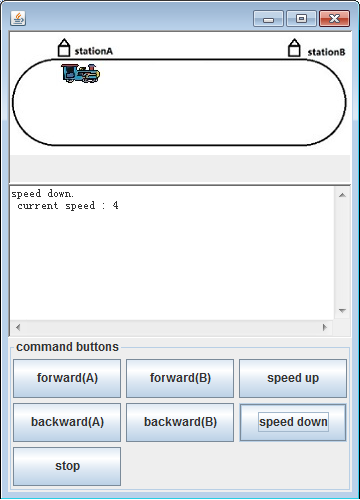 stationA
stationB
speed down.
current speed : 4
command buttons
forward(A) forward(B) speed up
backward(A) backward(B) speed down
stop